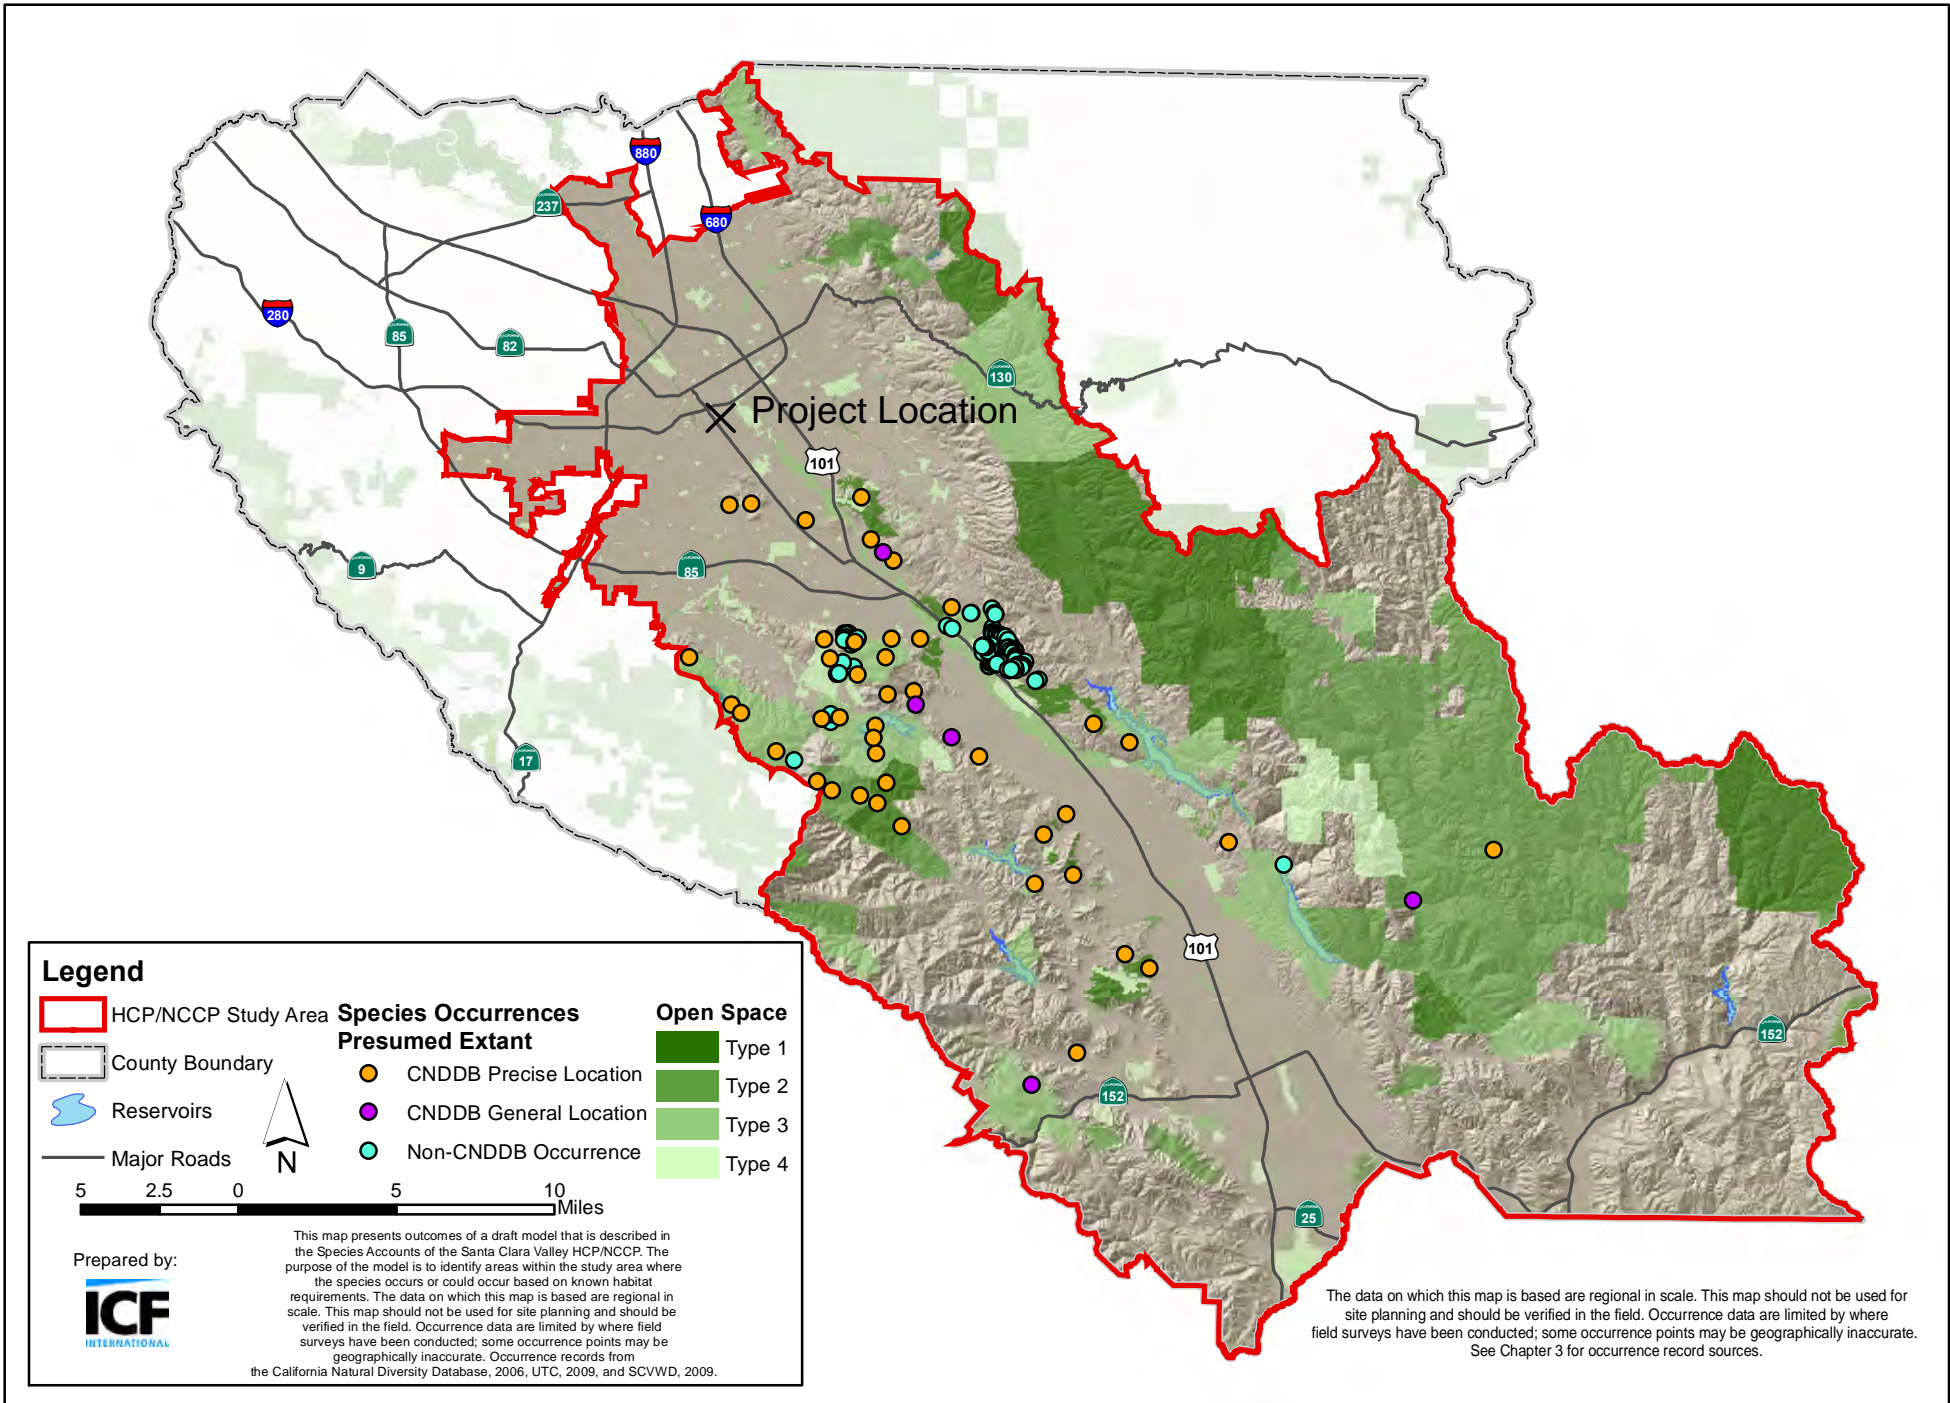 880
237
680
280
85
82
130
Project Location
101
9
85
17
101
152
152
25
Legend
HCP/NCCP Study Area
County Boundary
Reservoirs
Major Roads
N
Species Occurrences
Presumed Extant
CNDDB Precise Location
CNDDB General Location
Non-CNDDB Occurrence
Open Space
Type 1
Type 2
Type 3
Type 4
5 2.5 0 5 10
Miles
Prepared by:
ICF
INTERNATIONAL
This map presents outcomes of a draft model that is described in
the Species Accounts of the Santa Clara Valley HCP/NCCP. The
purpose of the model is to identify areas within the study area where
the species occurs or could occur based on known habitat
requirements. The data on which this map is based are regional in
scale. This map should not be used for site planning and should be
verified in the field. Occurrence data are limited by where field
surveys have been conducted; some occurrence points may be
geographically inaccurate. Occurrence records from
the California Natural Diversity Database, 2006, UTC, 2009, and SCVWD, 2009.
The data on which this map is based are regional in scale. This map should not be used for
site planning and should be verified in the field. Occurrence data are limited by where
field surveys have been conducted; some occurrence points may be geographically inaccurate.
See Chapter 3 for occurrence record sources.